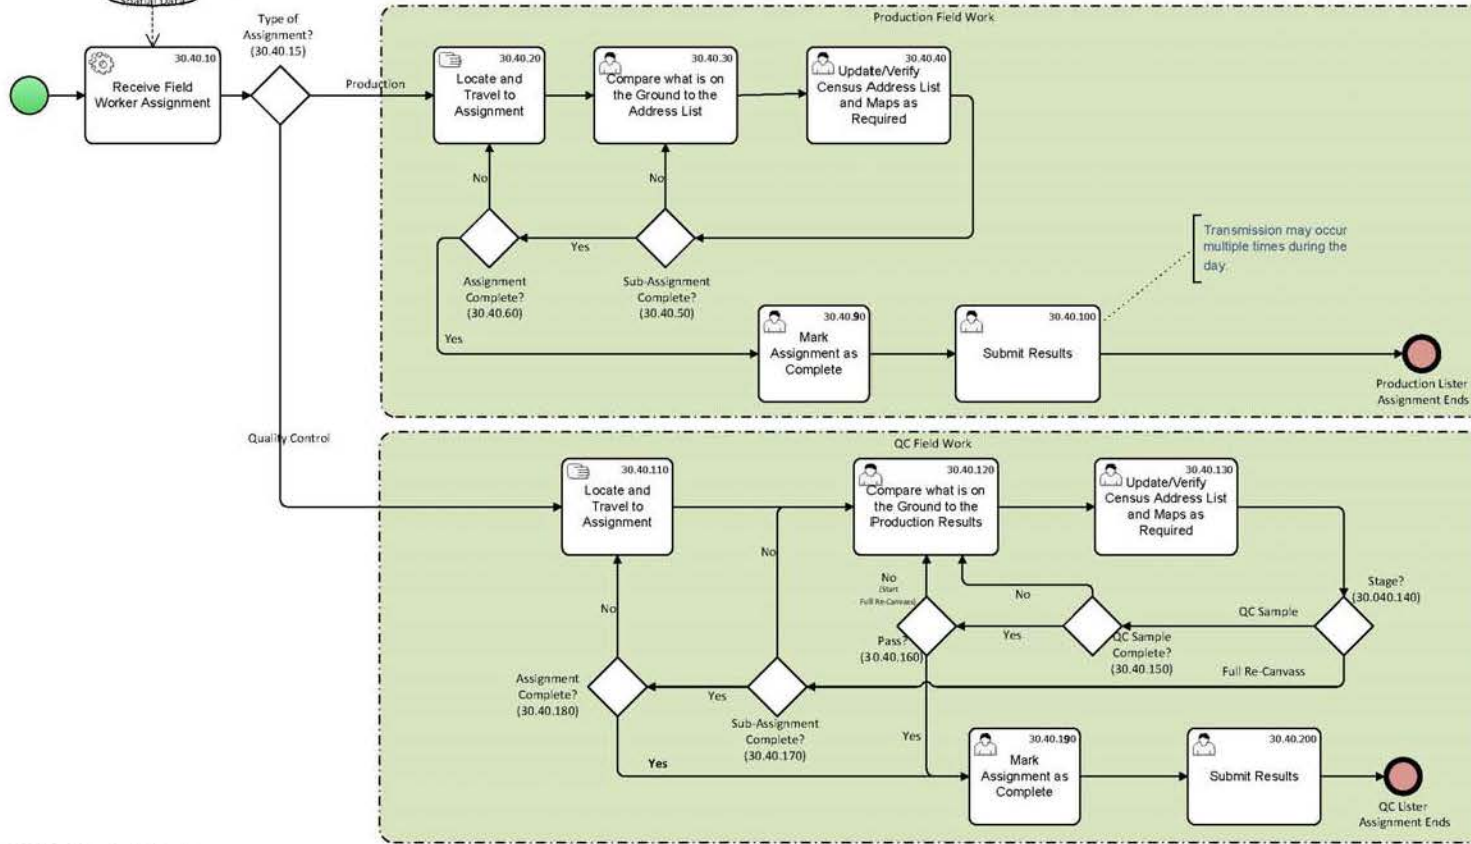 Spatial Data
Type of
Assignment?
(30.40.15)
30.40.10
Receive Field
Worker Assignment
Production
Quality Control
Production Field Work
30.40.20
Locate and
Travel to
Assignment
30.40.30
Compare what is on
the Ground to the
Address List
30.40.40
Update/Verify
Census Address List
and Maps as
Required
No
No
Yes
Assignment
Complete?
(30.40.60)
Sub-Assignment
Complete?
(30.40.50)
Transmission may occur
multiple times during the
day.
Yes
30.40.90
Mark
Assignment as
Complete
30.40.100
Submit Results
Production Lister
Assignment Ends
QC Field Work
30.40.110
Locate and
Travel to
Assignment
30.40.120
Compare what is on
the Ground to the
Production Results
30.40.130
Update/Verify
Census Address List
and Maps as
Required
No
No
No
(Start
Full Re-Canvass)
No
Stage?
(30.040.140)
QC Sample
Yes
QC Sample
Complete?
(30.40.150)
Pass?
(30.40.160)
Full Re-Canvass
Assignment
Complete?
(30.40.180)
Yes
Sub-Assignment
Complete?
(30.40.170)
Yes
Yes
30.40.190
Mark
Assignment as
Complete
30.40.200
Submit Results
QC Lister
Assignment Ends